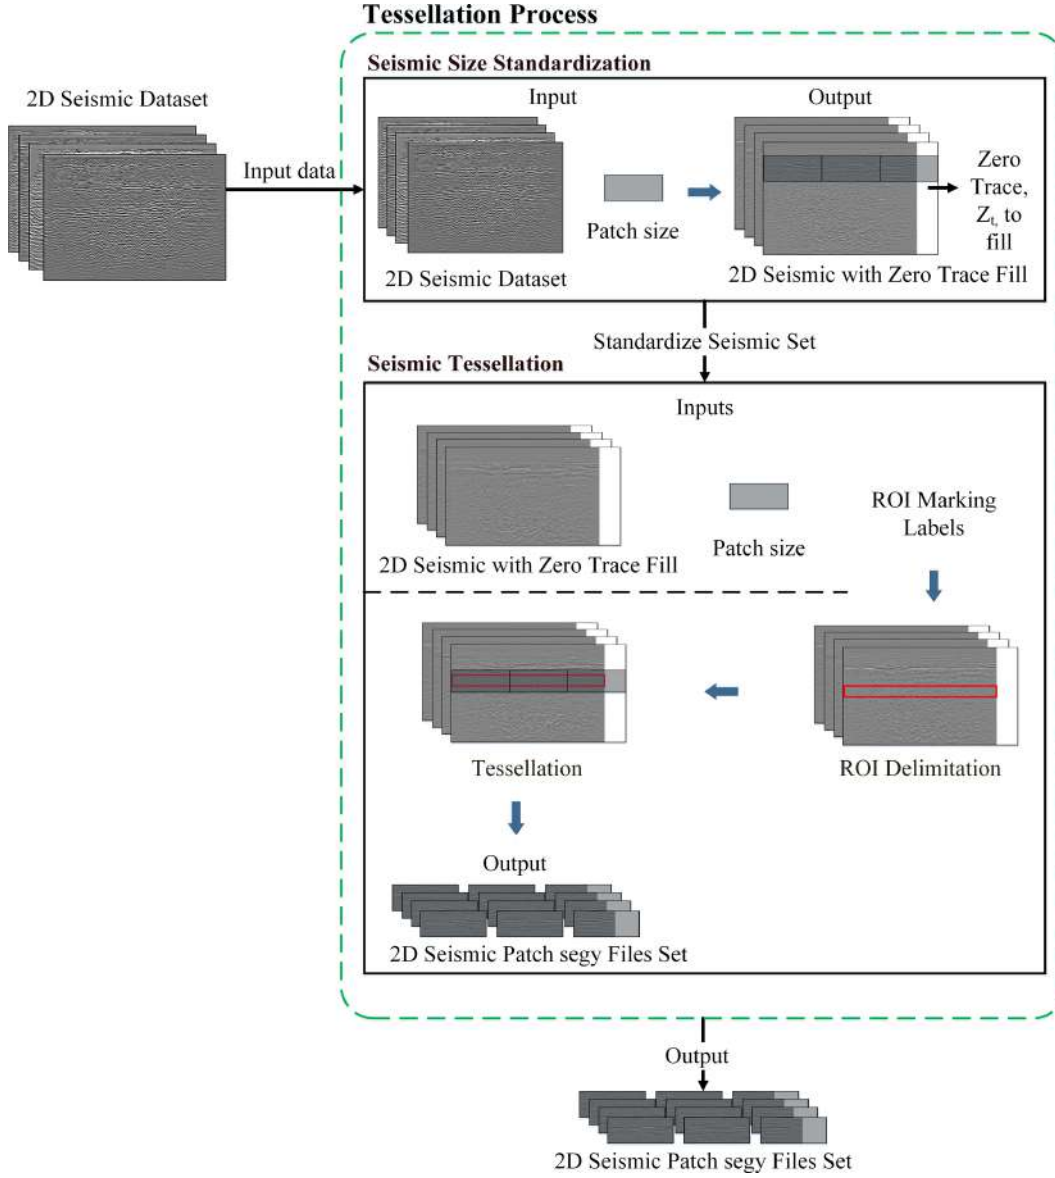 Tessellation Process
Seismic Size Standardization
2D Seismic Dataset
Input data
Input
Output
Patch size
Zero
Trace,
Zt, to
fill
2D Seismic Dataset
2D Seismic with Zero Trace Fill
Standardize Seismic Set
Seismic Tessellation
Inputs
2D Seismic with Zero Trace Fill
Patch size
ROI Marking
Labels
Tessellation
ROI Delimitation
Output
2D Seismic Patch segy Files Set
Output
2D Seismic Patch segy Files Set